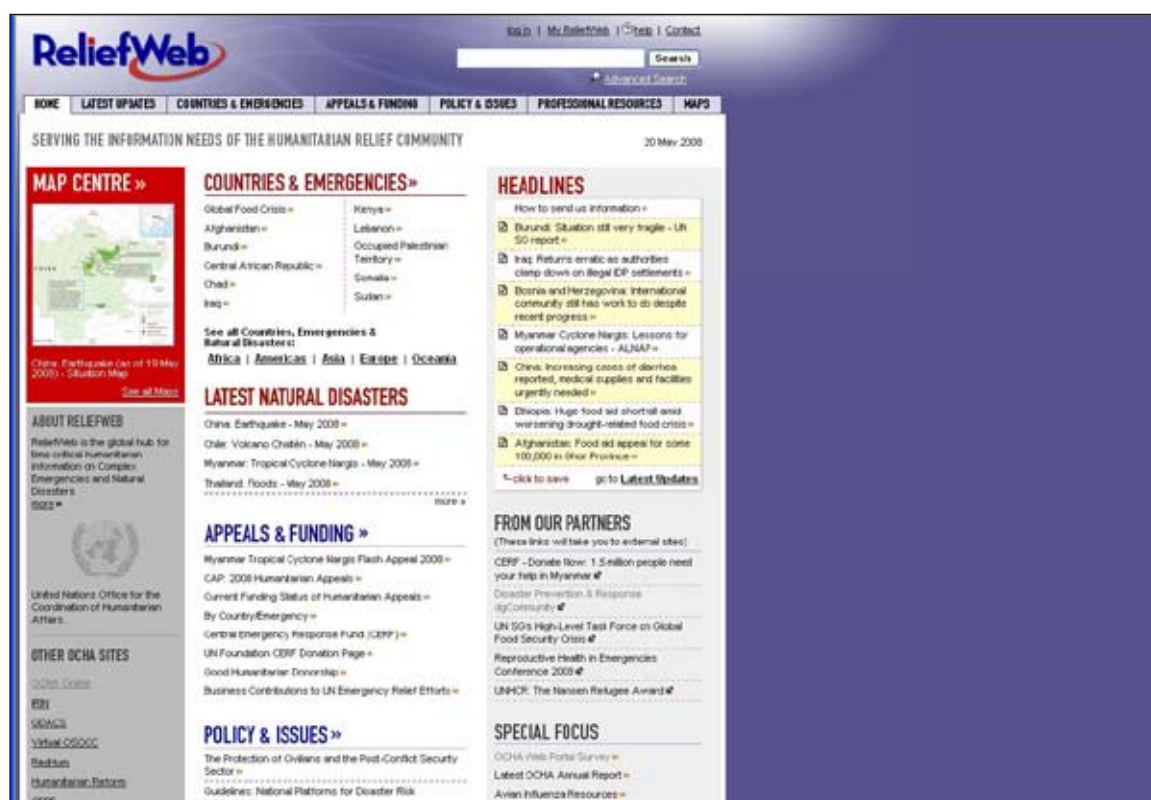 ReliefWeb
log in | My ReliefWeb | help | Contact
Search
Advanced Search
HOME LATEST UPDATES COUNTRIES & EMERGENCIES APPEALS & FUNDING POLICY & ISSUES PROFESSIONAL RESOURCES MAPS
SERVING THE INFORMATION NEEDS OF THE HUMANITARIAN RELIEF COMMUNITY
20 May 2008
MAP CENTRE »
China: Earthquake (as of 19 May
2008) - Situation Map
See all Maps
ABOUT RELIEFWEB
ReliefWeb is the global hub for
time-critical humanitarian
information on Complex
Emergencies and Natural
Disasters
more »
United Nations Office for the
Coordination of Humanitarian
Affairs.
OTHER OCHA SITES
OCHA Online
IRIN
GDACS
Virtual OSOCC
RedHum
Humanitarian Reform
CERF
COUNTRIES & EMERGENCIES»
Global Food Crisis »
Afghanistan »
Burundi »
Central African Republic »
Chad »
Iraq »
Kenya »
Lebanon »
Occupied Palestinian
Territory »
Somalia »
Sudan »
See all Countries, Emergencies &
Natural Disasters:
Africa | Americas | Asia | Europe | Oceania
LATEST NATURAL DISASTERS
China: Earthquake - May 2008 »
Chile: Volcano Chaitén - May 2008 »
Myanmar: Tropical Cyclone Nargis - May 2008 »
Thailand: Floods - May 2008 »
more »
APPEALS & FUNDING »
Myanmar Tropical Cyclone Nargis Flash Appeal 2008 »
CAP: 2008 Humanitarian Appeals »
Current Funding Status of Humanitarian Appeals »
By Country/Emergency »
Central Emergency Response Fund (CERF) »
UN Foundation CERF Donation Page »
Good Humanitarian Donorship »
Business Contributions to UN Emergency Relief Efforts »
POLICY & ISSUES »
The Protection of Civilians and the Post-Conflict Security
Sector »
Guidelines: National Platforms for Disaster Risk
HEADLINES
How to send us information »
Burundi: Situation still very fragile - UN
SG report »
Iraq: Returns erratic as authorities
clamp down on illegal IDP settlements »
Bosnia and Herzegovina: International
community still has work to do despite
recent progress »
Myanmar Cyclone Nargis: Lessons for
operational agencies - ALNAP »
China: Increasing cases of diarrhea
reported, medical supplies and facilities
urgently needed »
Ethiopia: Huge food aid shortfall amid
worsening drought-related food crisis »
Afghanistan: Food aid appeal for some
100,000 in Ghor Province »
click to save go to Latest Updates
FROM OUR PARTNERS
(These links will take you to external sites)
CERF - Donate Now: 1.5 million people need
your help in Myanmar
Disaster Prevention & Response
dgCommunity
UN SG's High-Level Task Force on Global
Food Security Crisis
Reproductive Health in Emergencies
Conference 2008
UNHCR: The Nansen Refugee Award
SPECIAL FOCUS
OCHA Web Portal Survey »
Latest OCHA Annual Report »
Avian Influenza Resources »